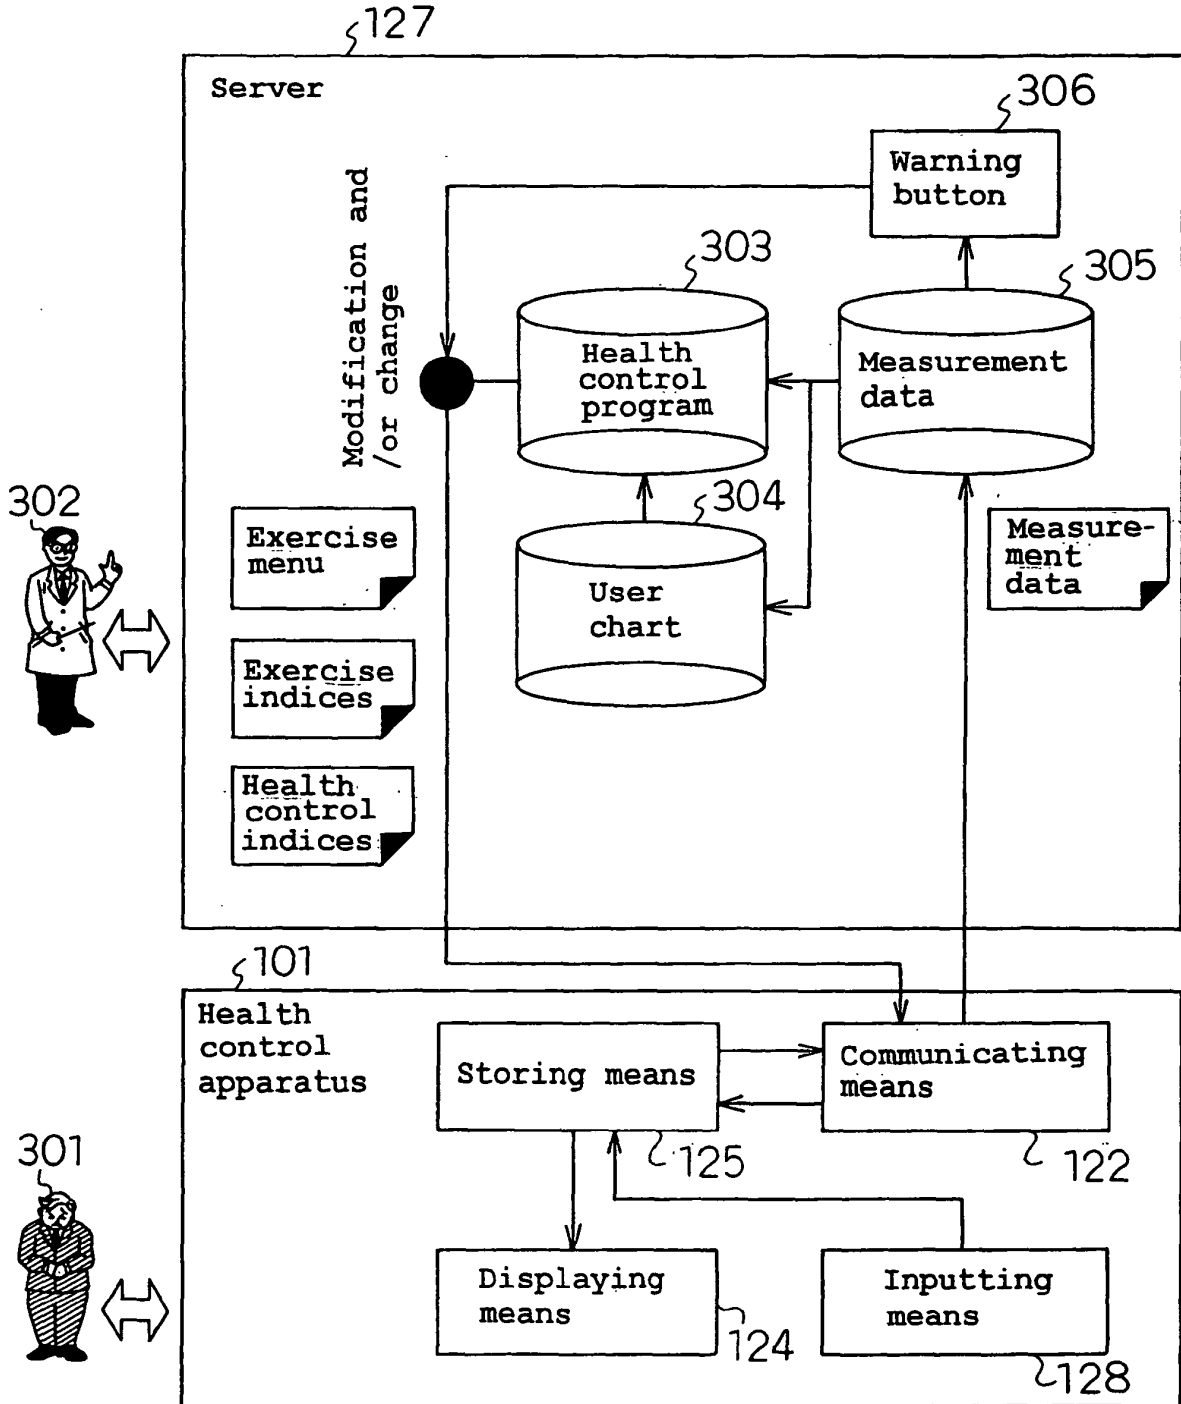 127
Server
306
Warning
button
Modification and
/or change
303
305
Health
control
program
Measurement
data
302
304
Exercise
menu
Measure-
ment
data
User
chart
Exercise
indices
Health
control
indices
101
Health
control
apparatus
Storing means
Communicating
means
125
122
301
Displaying
means
Inputting
means
124
128